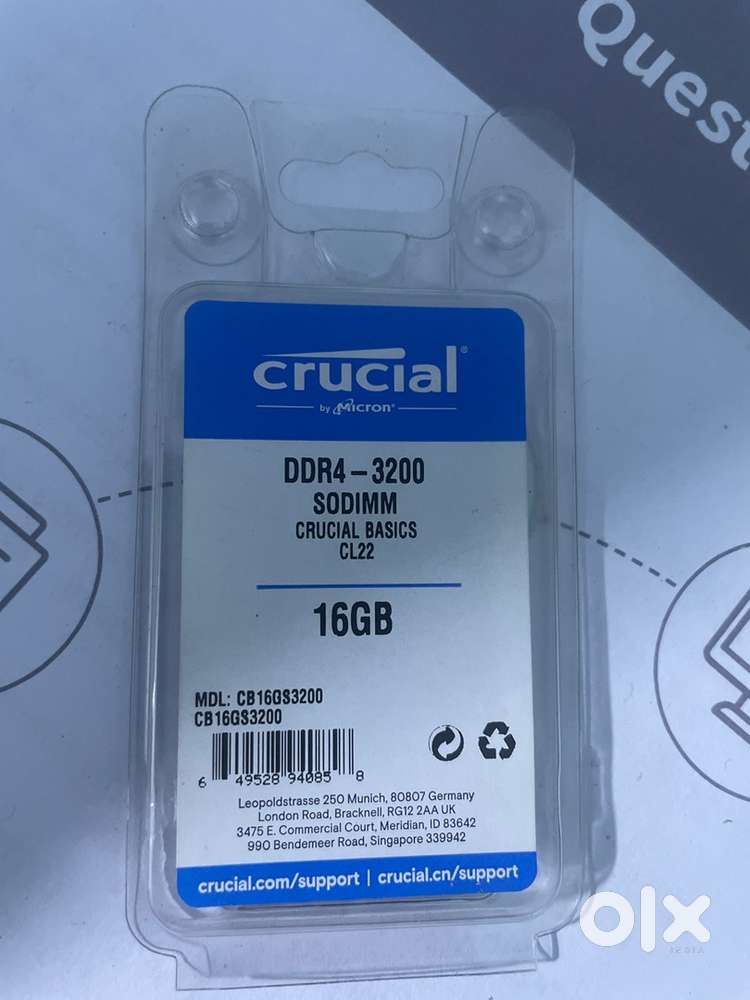 Quest
crucial®
by Micron®
DDR4-3200
SODIMM
CRUCIAL BASICS
CL22
16GB
MDL: CB16GS3200
CB16GS3200
6 49528 94085 8
Leopoldstrasse 250 Munich, 80807 Germany
London Road, Bracknell, RG12 2AA UK
3475 E. Commercial Court, Meridian, ID 83642
990 Bendemeer Road, Singapore 339942
crucial.com/support | crucial.cn/support
olx
INDIA